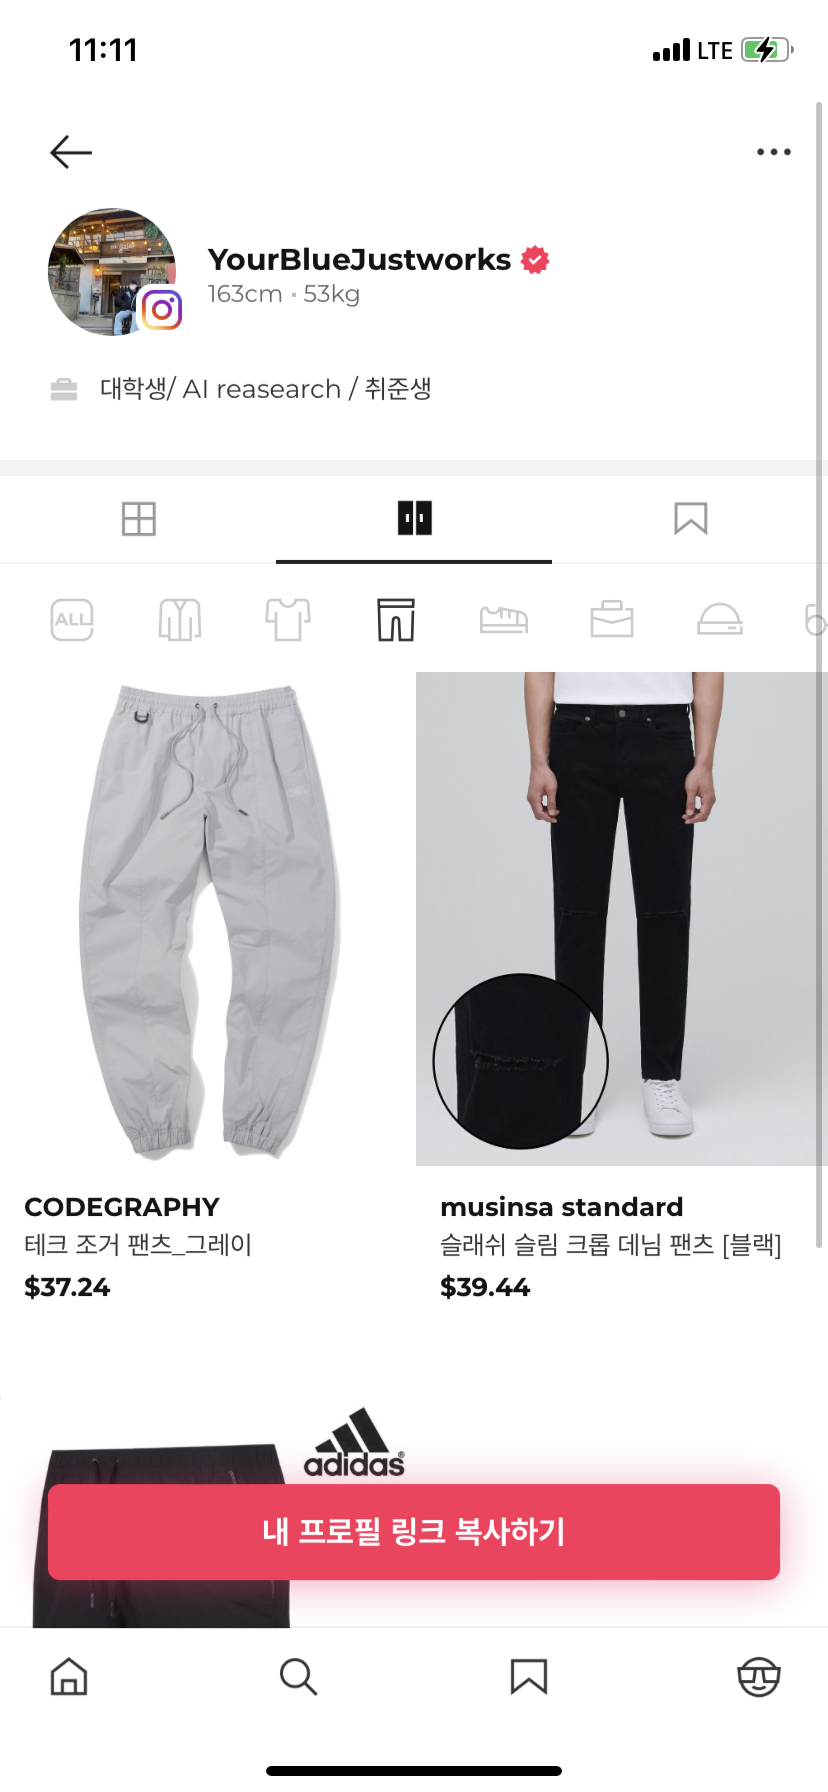 11:11
LTE
YourBlueJustworks
163cm • 53kg
대학생/ AI reasearch / 취준생
ALL
CODEGRAPHY
테크 조거 팬츠_그레이
$37.24
musinsa standard
슬래쉬 슬림 크롭 데님 팬츠 [블랙]
$39.44
adidas®
내 프로필 링크 복사하기